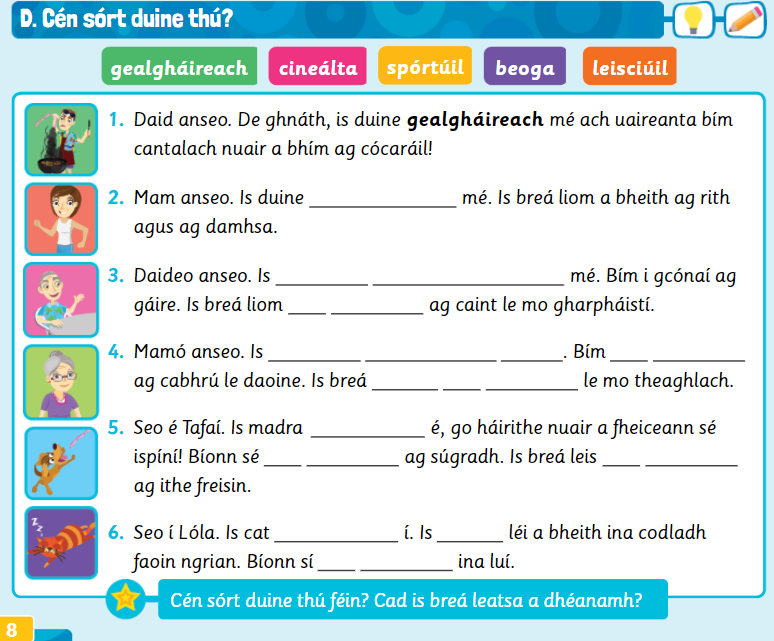 D. Cén sórt duine thú?
gealgháireach cineálta spórtúil beoga leisciúil
1. Daid anseo. De ghnáth, is duine gealgháireach mé ach uaireanta bím
cantalach nuair a bhím ag cócaráil!
2. Mam anseo. Is duine ________________ mé. Is breá liom a bheith ag rith
agus ag damhsa.
3. Daideo anseo. Is __________ ____________________ mé. Bím i gcónaí ag
gáire. Is breá liom ____ __________ ag caint le mo gharpháistí.
4. Mamó anseo. Is __________ ______________ ______. Bím ____ __________
ag cabhrú le daoine. Is breá _______ ____ __________ le mo theaghlach.
5. Seo é Tafaí. Is madra ____________ é, go háirithe nuair a fheiceann sé
ispíní! Bíonn sé ____ __________ ag súgradh. Is breá leis ____ __________
ag ithe freisin.
6. Seo í Lóla. Is cat _____________ í. Is _______ léi a bheith ina codladh
faoin ngrian. Bíonn sí ____ __________ ina luí.
z z z
Cén sórt duine thú féin? Cad is breá leatsa a dhéanamh?
8